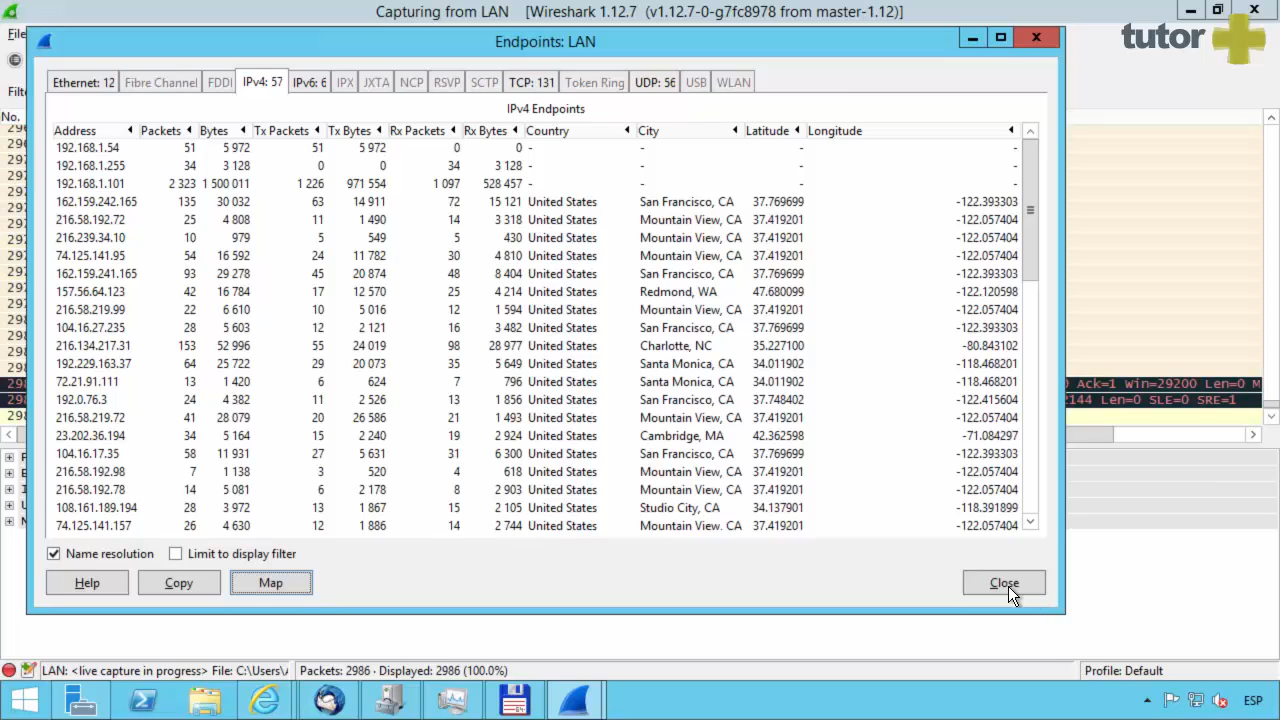 Capturing from LAN [Wireshark 1.12.7 (v1.12.7-0-g7fc8978 from master-1.12)]
tutor
Endpoints: LAN
Ethernet: 12 Fibre Channel FDDI IPv4: 57 IPv6: 6 IPX JXTA NCP RSVP SCTP TCP: 131 Token Ring UDP: 56 USB WLAN
No.
IPv4 Endpoints
Address Packets Bytes Tx Packets Tx Bytes Rx Packets Rx Bytes Country City Latitude Longitude
192.168.1.54 51 5 972 51 5 972 0 0 - - - -
192.168.1.255 34 3 128 0 0 34 3 128 - - - -
192.168.1.101 2 323 1 500 011 1 226 971 554 1 097 528 457 - - - -
162.159.242.165 135 30 032 63 14 911 72 15 121 United States San Francisco, CA 37.769699 -122.393303
216.58.192.72 25 4 808 11 1 490 14 3 318 United States Mountain View, CA 37.419201 -122.057404
216.239.34.10 10 979 5 549 5 430 United States Mountain View, CA 37.419201 -122.057404
74.125.141.95 54 16 592 24 11 782 30 4 810 United States Mountain View, CA 37.419201 -122.057404
162.159.241.165 93 29 278 45 20 874 48 8 404 United States San Francisco, CA 37.769699 -122.393303
157.56.64.123 42 16 784 17 12 570 25 4 214 United States Redmond, WA 47.680099 -122.120598
216.58.219.99 22 6 610 10 5 016 12 1 594 United States Mountain View, CA 37.419201 -122.057404
104.16.27.235 28 5 603 12 2 121 16 3 482 United States San Francisco, CA 37.769699 -122.393303
216.134.217.31 153 52 996 55 24 019 98 28 977 United States Charlotte, NC 35.227100 -80.843102
192.229.163.37 64 25 722 29 20 073 35 5 649 United States Santa Monica, CA 34.011902 -118.468201
72.21.91.111 13 1 420 6 624 7 796 United States Santa Monica, CA 34.011902 -118.468201
192.0.76.3 24 4 382 11 2 526 13 1 856 United States San Francisco, CA 37.748402 -122.415604
216.58.219.72 41 28 079 20 26 586 21 1 493 United States Mountain View, CA 37.419201 -122.057404
23.202.36.194 34 5 164 15 2 240 19 2 924 United States Cambridge, MA 42.362598 -71.084297
104.16.17.35 58 11 931 27 5 631 31 6 300 United States San Francisco, CA 37.769699 -122.393303
216.58.192.98 7 1 138 3 520 4 618 United States Mountain View, CA 37.419201 -122.057404
216.58.192.78 14 5 081 6 2 178 8 2 903 United States Mountain View, CA 37.419201 -122.057404
108.161.189.194 28 3 972 13 1 867 15 2 105 United States Studio City, CA 34.137901 -118.391899
74.125.141.157 26 4 630 12 1 886 14 2 744 United States Mountain View, CA 37.419201 -122.057404
Ack=1 Win=29200 Len=0 M
Len=0 SLE=0 SRE=1
Name resolution Limit to display filter
Help Copy Map Close
LAN: <live capture in progress> File: C:\Users\ Packets: 2986 · Displayed: 2986 (100.0%) Profile: Default
ESP